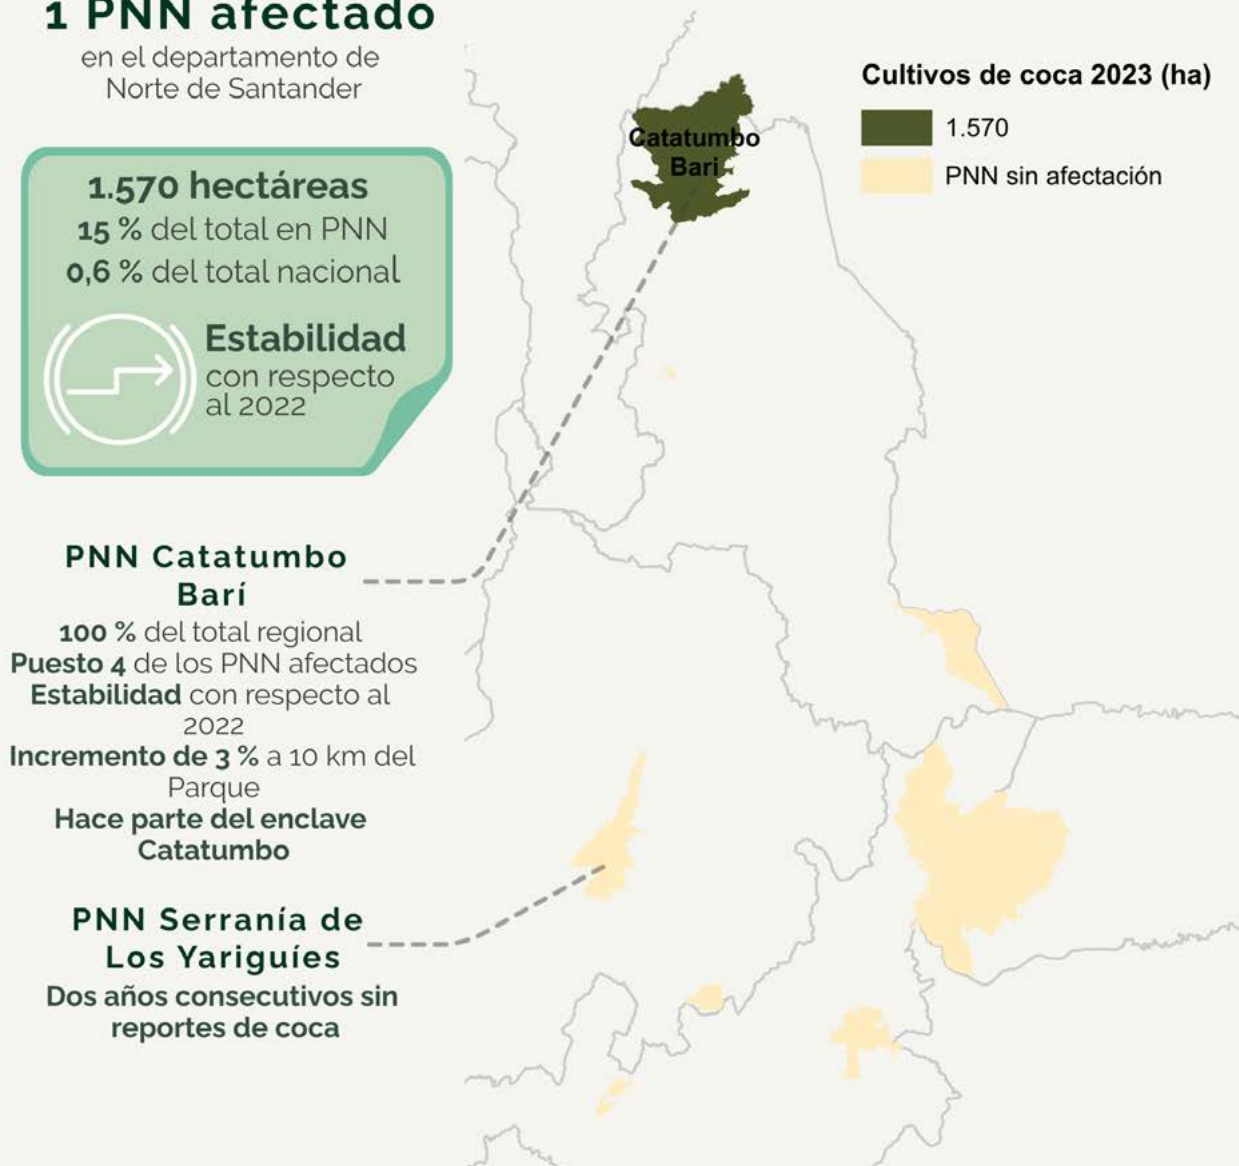 1 PNN afectado
en el departamento de
Norte de Santander
1.570 hectáreas
15 % del total en PNN
0,6 % del total nacional
Estabilidad
con respecto
al 2022
PNN Catatumbo
Barí
100 % del total regional
Puesto 4 de los PNN afectados
Estabilidad con respecto al
2022
Incremento de 3 % a 10 km del
Parque
Hace parte del enclave
Catatumbo
PNN Serranía de
Los Yariguíes
Dos años consecutivos sin
reportes de coca
Catatumbo
Bari
Cultivos de coca 2023 (ha)
1.570
PNN sin afectación